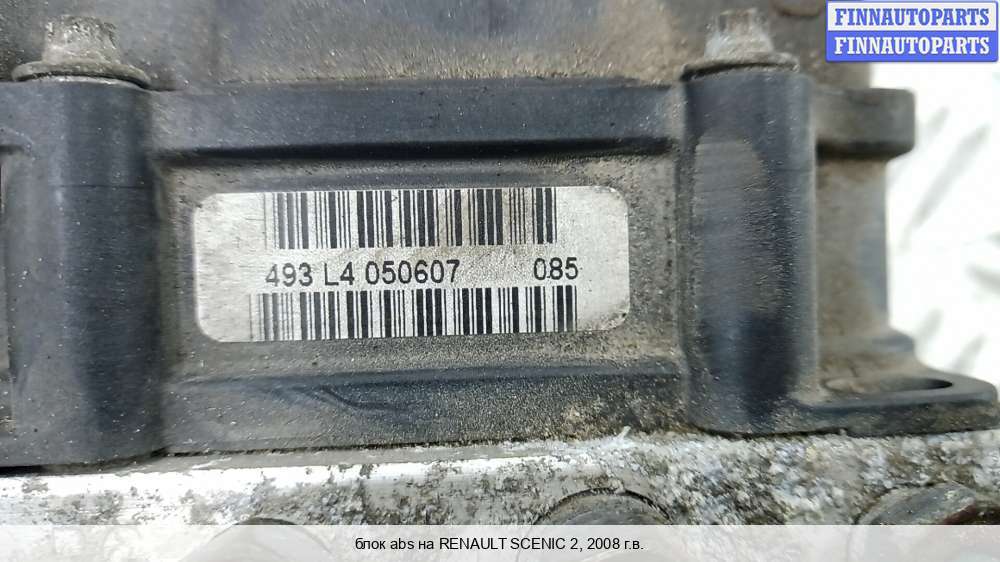 FINNAUTOPARTS
FINNAUTOPARTS
493 L4 050607 085
блок abs на RENAULT SCENIC 2, 2008 г.в.